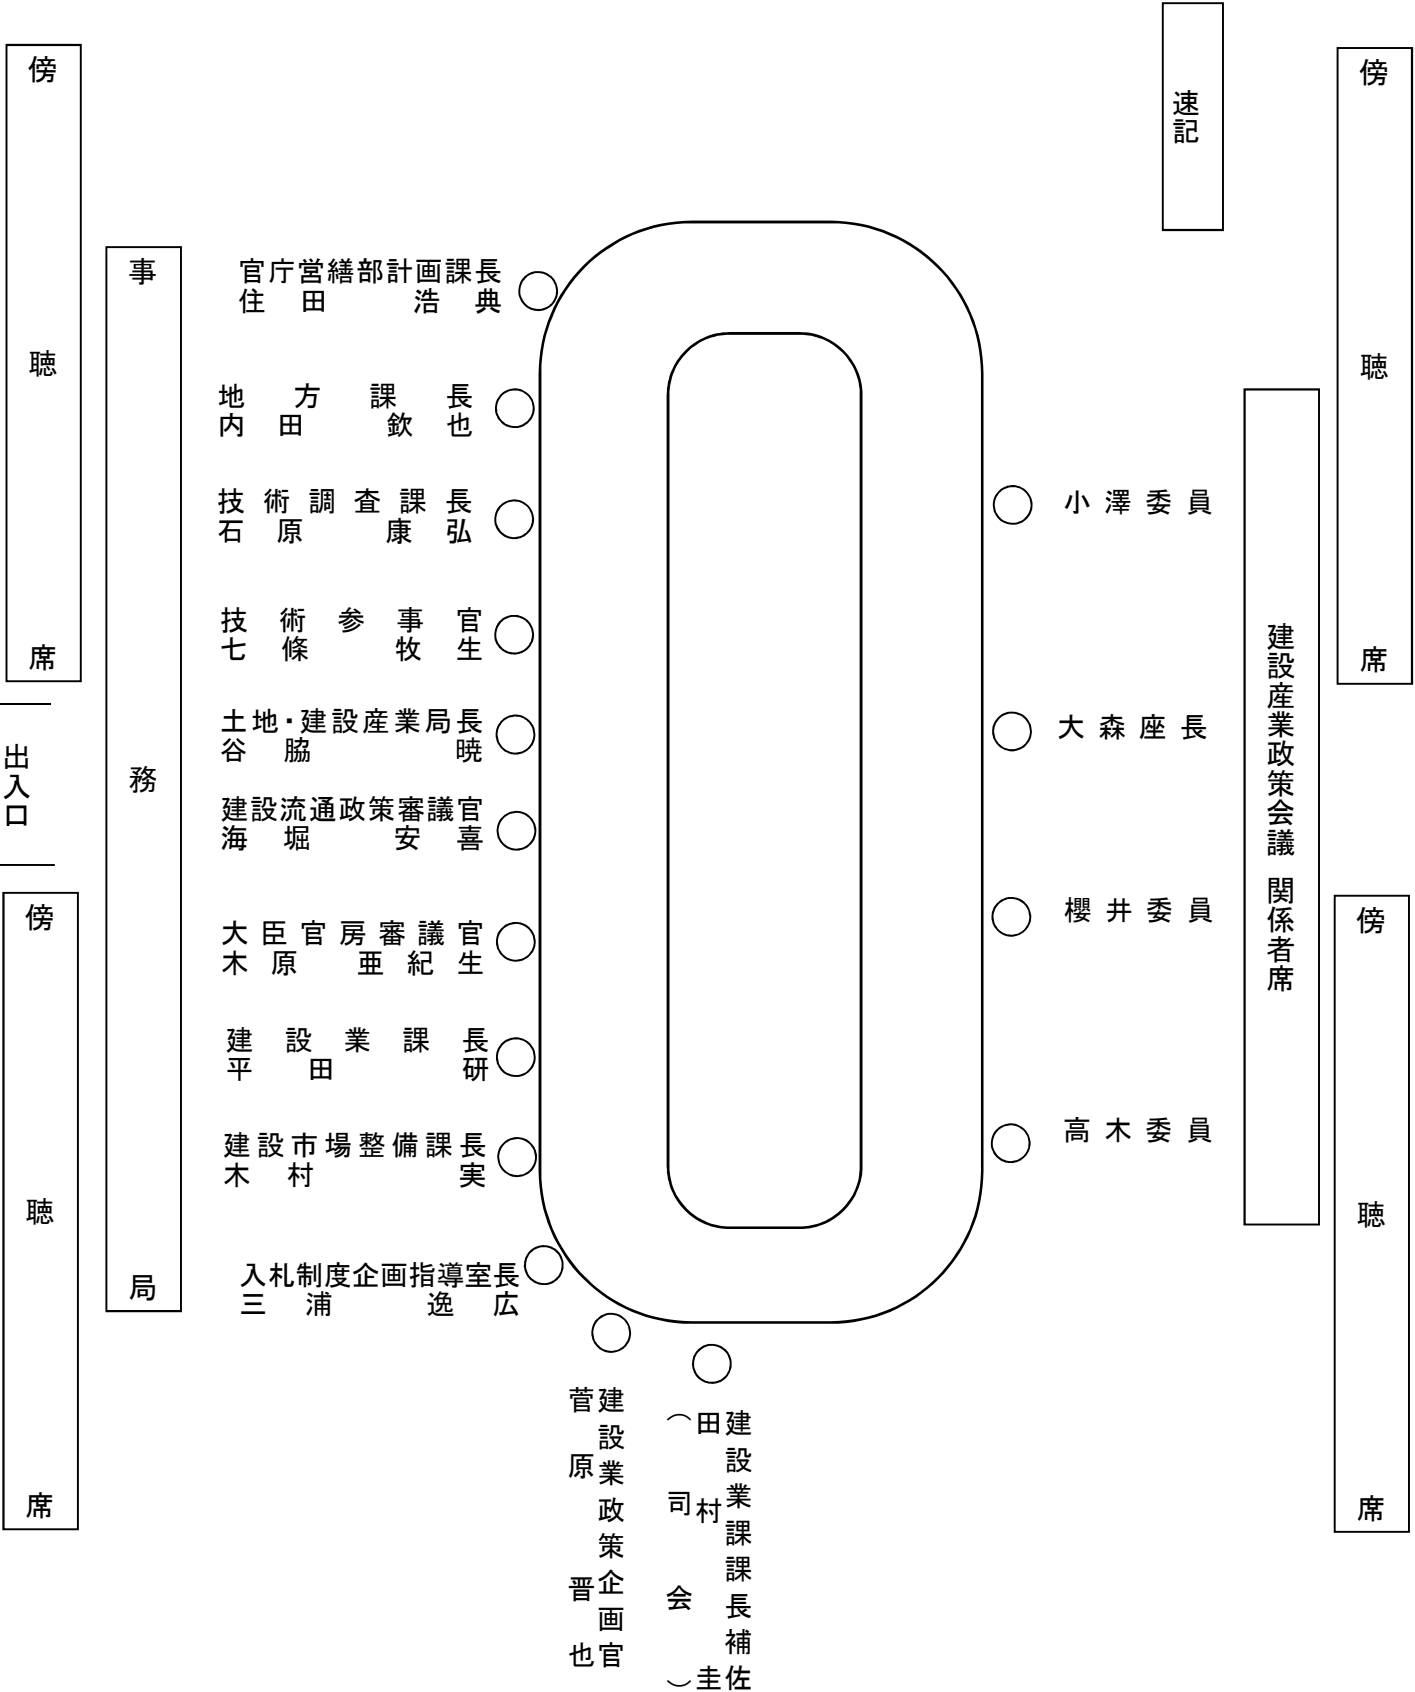 速記
傍聴席
傍聴席
事務局
官庁営繕部計画課長
住田 浩典
地方課長
内田 欽也
技術調査課長
石原 康弘
技術参事官
七條 牧生
土地・建設産業局長
谷脇 暁
建設流通政策審議官
海堀 安喜
大臣官房審議官
木原 亜紀生
建設業課長
平田 研
建設市場整備課長
木村 実
入札制度企画指導室長
三浦 逸広
建設業政策企画官
菅原 晋也
建設業課課長補佐
田村 圭
（司会）
小澤委員
大森座長
櫻井委員
高木委員
建設産業政策会議 関係者席
出入口
傍聴席
傍聴席